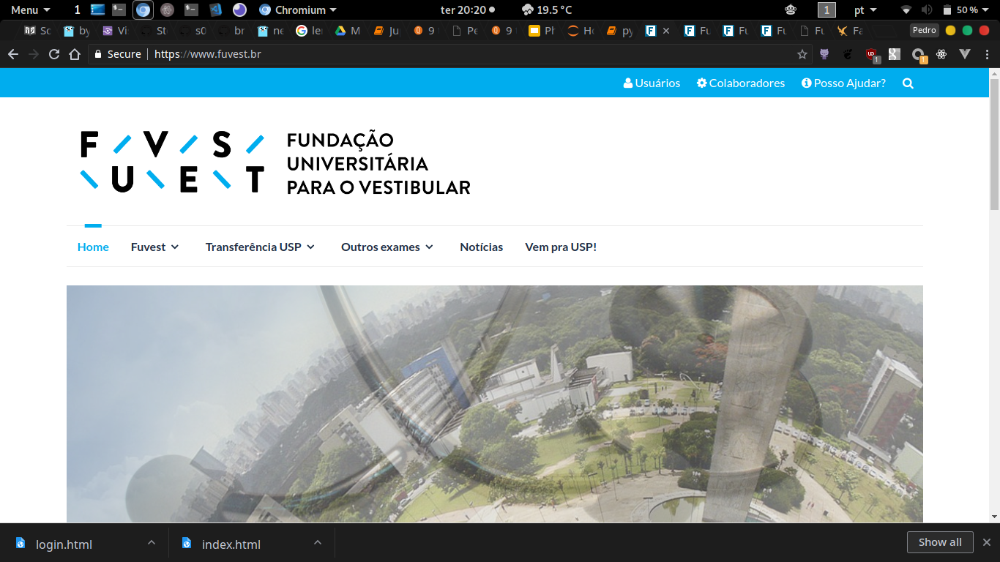 Menu 1 Chromium ter 20:20 19.5 °C 1 pt 50 %
Sc by Vi St s0 br ne ler M Ju 9 Pe 9 Ph Ho py Fu Fu Fu Fu Fa Pedro
Secure https://www.fuvest.br
Usuários Colaboradores Posso Ajudar?
FUVEST
FUNDAÇÃO
UNIVERSITÁRIA
PARA O VESTIBULAR
Home Fuvest Transferência USP Outros exames Notícias Vem pra USP!
login.html index.html Show all